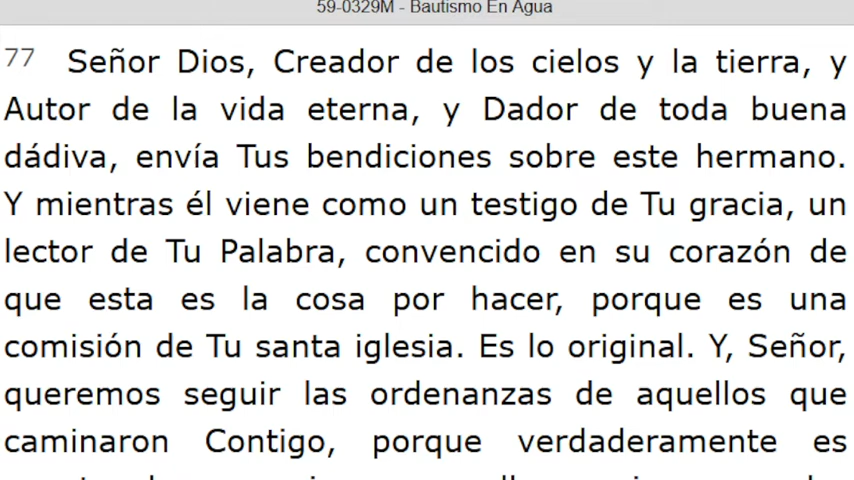 59-0329M - Bautismo En Agua
77 Señor Dios, Creador de los cielos y la tierra, y
Autor de la vida eterna, y Dador de toda buena
dádiva, envía Tus bendiciones sobre este hermano.
Y mientras él viene como un testigo de Tu gracia, un
lector de Tu Palabra, convencido en su corazón de
que esta es la cosa por hacer, porque es una
comisión de Tu santa iglesia. Es lo original. Y, Señor,
queremos seguir las ordenanzas de aquellos que
caminaron Contigo, porque verdaderamente es